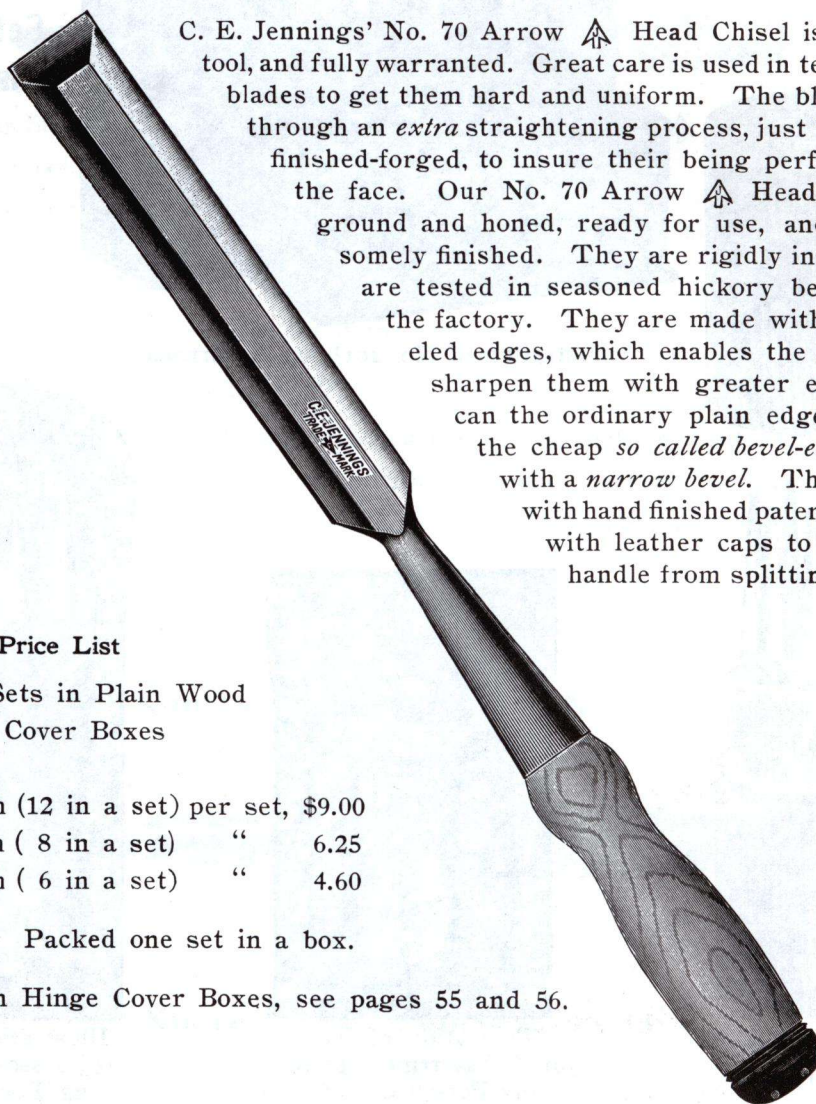 C. E. Jennings' No. 70 Arrow Head Chisel is
tool, and fully warranted. Great care is used in te
blades to get them hard and uniform. The bl
through an extra straightening process, just
finished-forged, to insure their being perf
the face. Our No. 70 Arrow Head
ground and honed, ready for use, an
somely finished. They are rigidly in
are tested in seasoned hickory be
the factory. They are made with
eled edges, which enables the
sharpen them with greater e
can the ordinary plain edge
the cheap so called bevel-e
with a narrow bevel. Th
with hand finished paten
with leather caps to
handle from splittin
C.E. JENNINGS
TRADE MARK
Price List
Sets in Plain Wood
Cover Boxes
(12 in a set) per set, $9.00
( 8 in a set) “ 6.25
( 6 in a set) “ 4.60
Packed one set in a box.
n Hinge Cover Boxes, see pages 55 and 56.